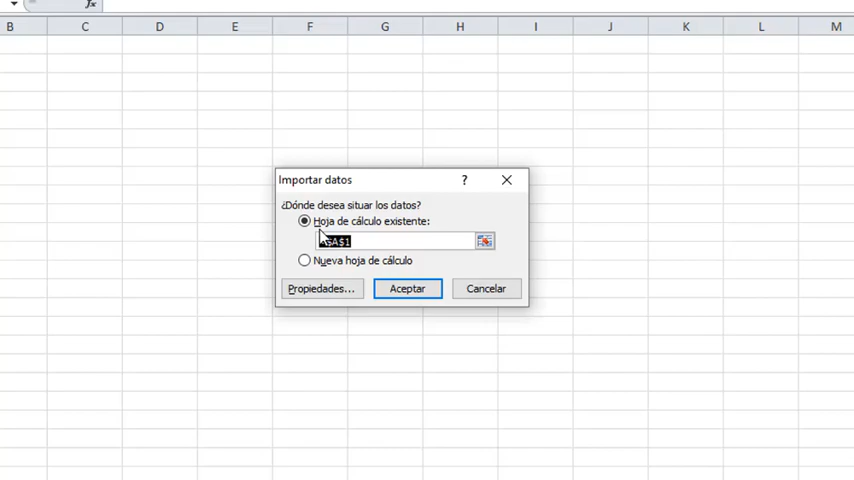 fx
B C D E F G H I J K L M
Importar datos ?
¿Dónde desea situar los datos?
Hoja de cálculo existente:
$A$1
Nueva hoja de cálculo
Propiedades... Aceptar Cancelar